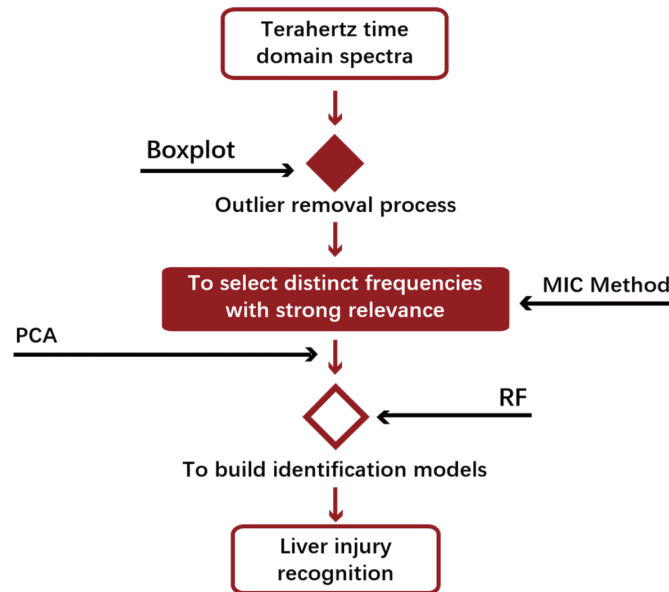 Terahertz time
domain spectra
Boxplot
Outlier removal process
To select distinct frequencies
with strong relevance
MIC Method
PCA
RF
To build identification models
Liver injury
recognition